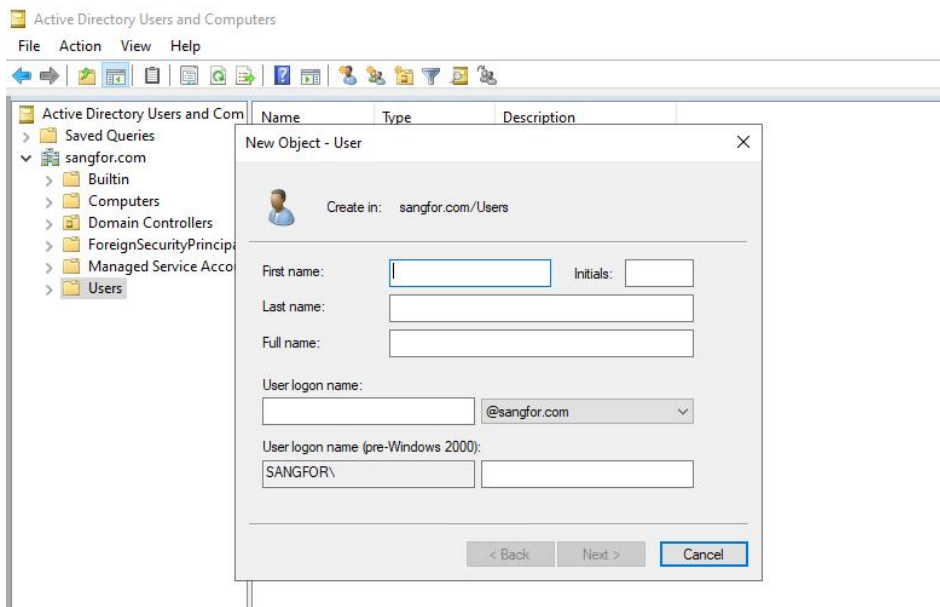 Active Directory Users and Computers
File Action View Help
Active Directory Users and Com
Saved Queries
sangfor.com
Builtin
Computers
Domain Controllers
ForeignSecurityPrincipa
Managed Service Accou
Users
Name Type Description
New Object - User
Create in: sangfor.com/Users
First name: Initials:
Last name:
Full name:
User logon name:
@sangfor.com
User logon name (pre-Windows 2000):
SANGFOR\
< Back Next > Cancel